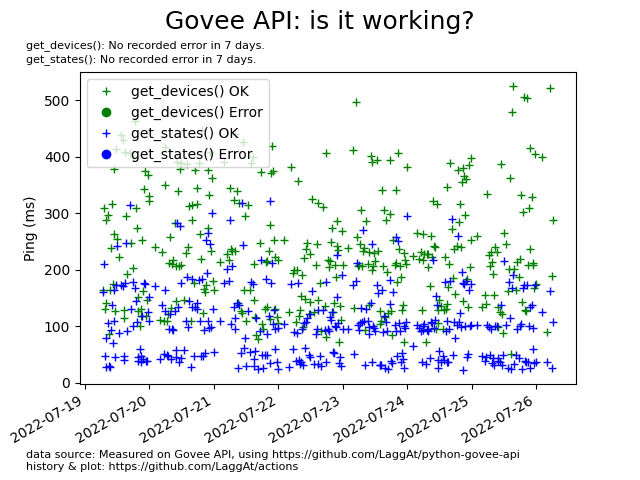 Govee API: is it working?
get_devices(): No recorded error in 7 days.
get_states(): No recorded error in 7 days.
get_devices() OK
get_devices() Error
get_states() OK
get_states() Error
Ping (ms)
500
400
300
200
100
0
2022-07-19
2022-07-20
2022-07-21
2022-07-22
2022-07-23
2022-07-24
2022-07-25
2022-07-26
data source: Measured on Govee API, using https://github.com/LaggAt/python-govee-api
history & plot: https://github.com/LaggAt/actions